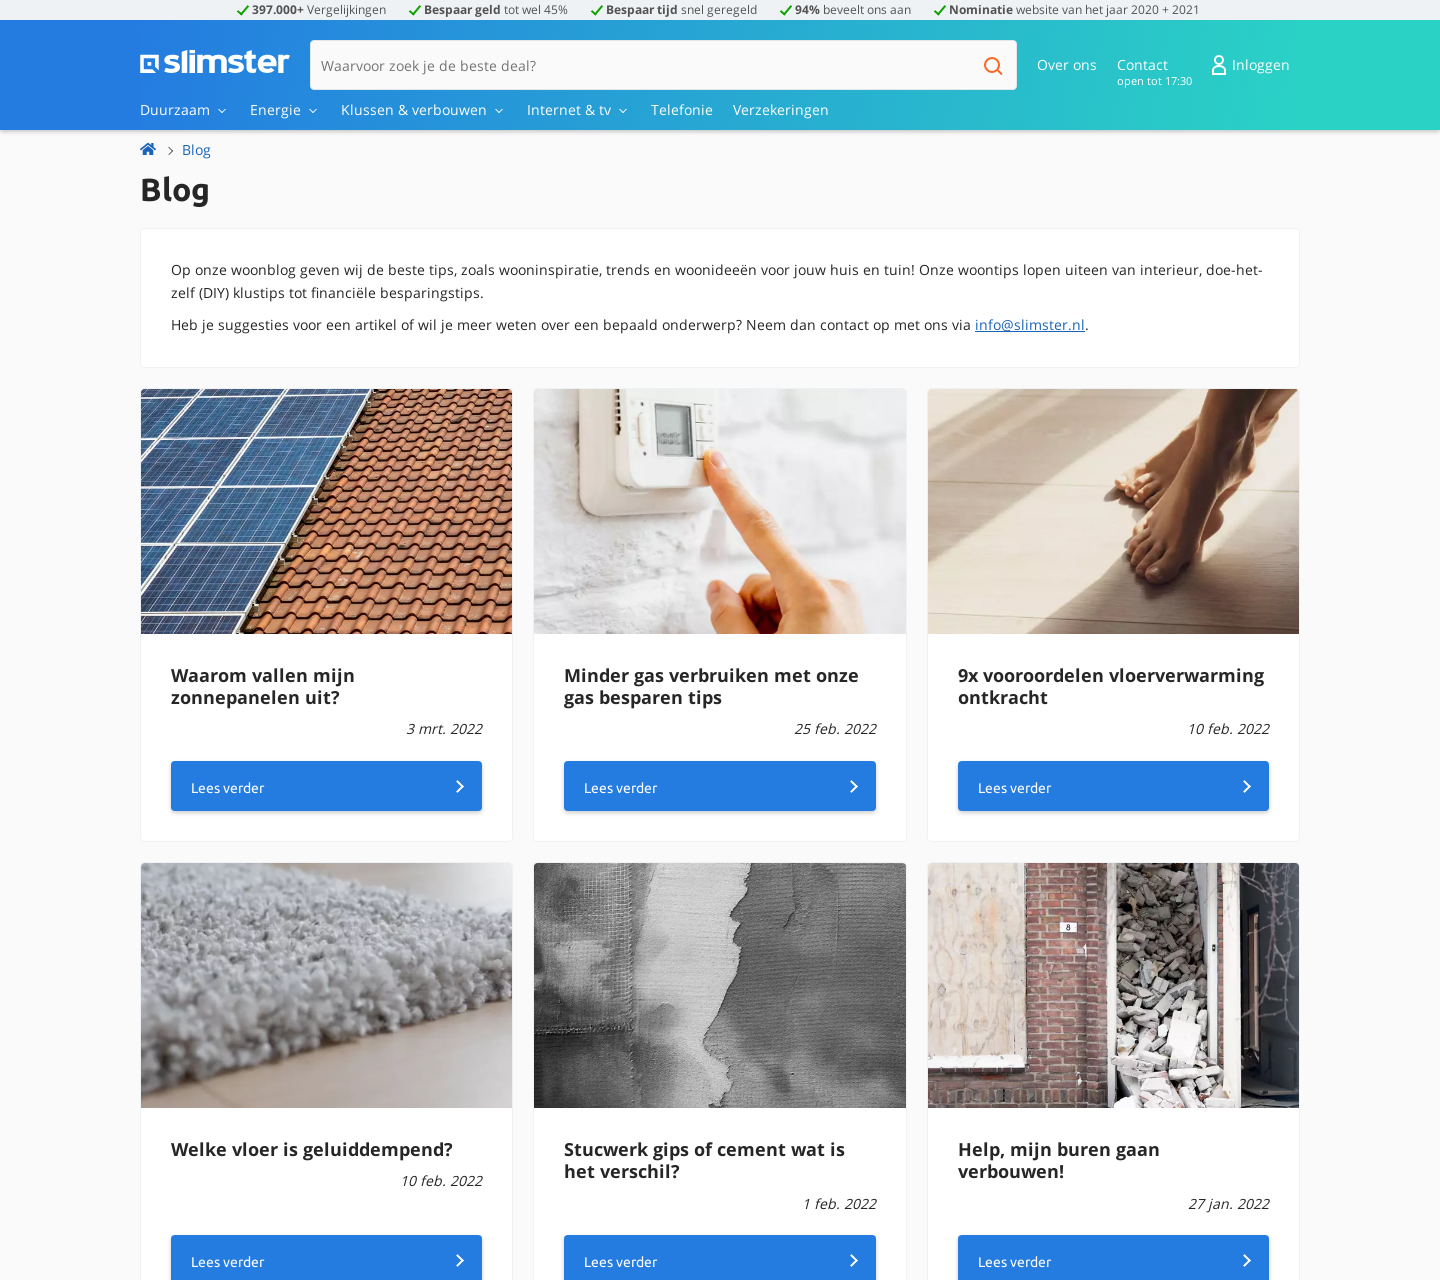 397.000+ Vergelijkingen Bespaar geld tot wel 45% Bespaar tijd snel geregeld 94% beveelt ons aan Nominatie website van het jaar 2020 + 2021
slimster
Waarvoor zoek je de beste deal?
Over ons
Contact
open tot 17:30
Inloggen
Duurzaam Energie Klussen & verbouwen Internet & tv Telefonie Verzekeringen
Blog
Blog
Op onze woonblog geven wij de beste tips, zoals wooninspiratie, trends en woonideeën voor jouw huis en tuin! Onze woontips lopen uiteen van interieur, doe-het-
zelf (DIY) klustips tot financiële besparingstips.
Heb je suggesties voor een artikel of wil je meer weten over een bepaald onderwerp? Neem dan contact op met ons via info@slimster.nl.
Waarom vallen mijn
zonnepanelen uit?
3 mrt. 2022
Lees verder
Minder gas verbruiken met onze
gas besparen tips
25 feb. 2022
Lees verder
9x vooroordelen vloerverwarming
ontkracht
10 feb. 2022
Lees verder
8
Welke vloer is geluiddempend?
10 feb. 2022
Lees verder
Stucwerk gips of cement wat is
het verschil?
1 feb. 2022
Lees verder
Help, mijn buren gaan
verbouwen!
27 jan. 2022
Lees verder